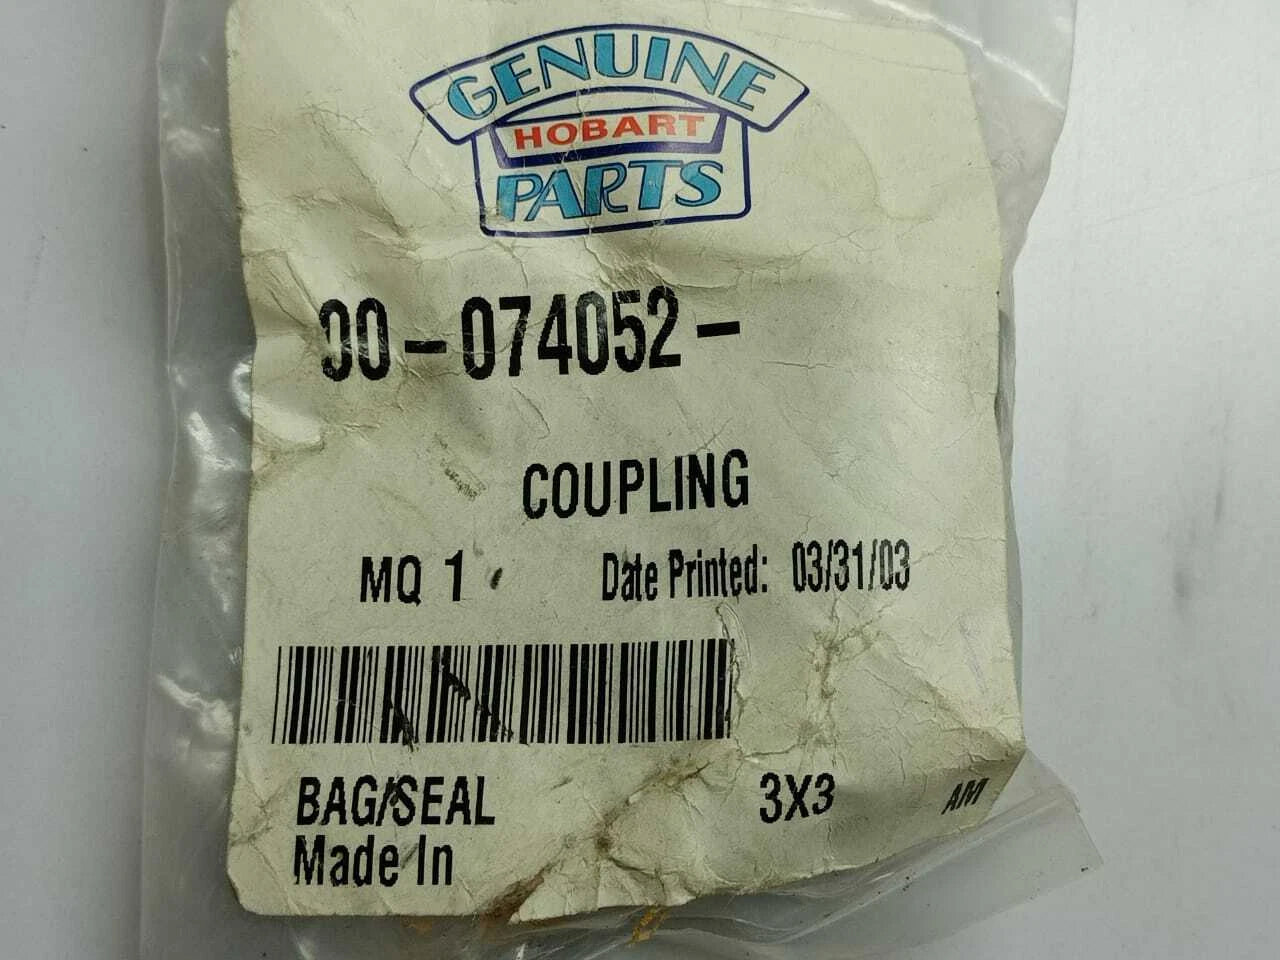 GENUINE
HOBART
PARTS
00-074052-
COUPLING
MQ 1 Date Printed: 03/31/03
BAG/SEAL 3X3 AM
Made In